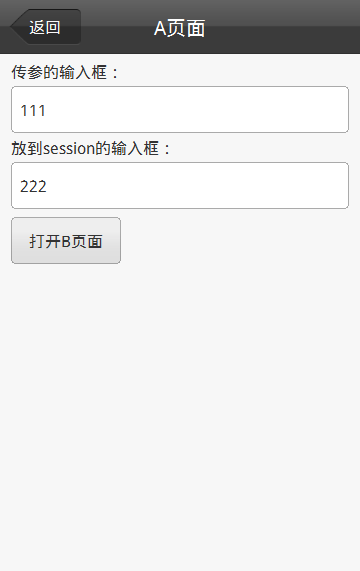 返回
A页面
传参的输入框：
111
放到session的输入框：
222
打开B页面